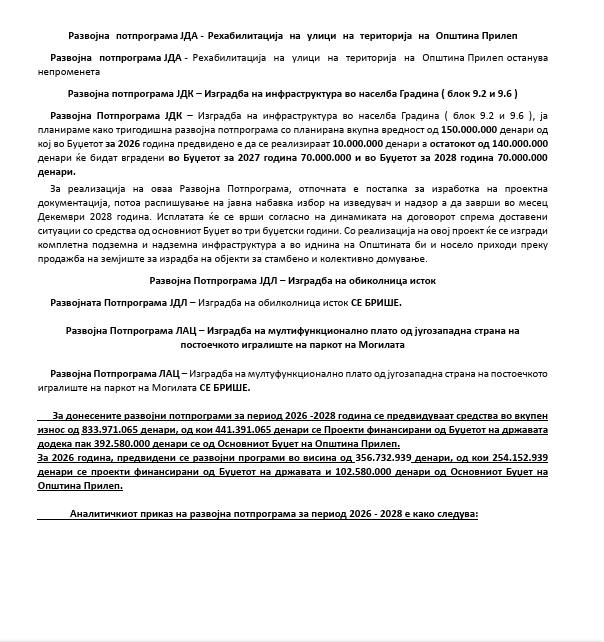 Развојна потпрограма ЈДА - Рехабилитација на улици на територија на Општина Прилеп
Развојна потпрограма ЈДА - Рехабилитација на улици на територија на Општина Прилеп останува
непроменета
Развојна потпрограма ЈДК – Изградба на инфраструктура во населба Градина ( блок 9.2 и 9.6 )
Развојна Потпрограма ЈДК – Изградба на инфраструктура во населба Градина ( блок 9.2 и 9.6 ), ја
планираме како тригодишна развојна потпрограма со планирана вкупна вредност од 150.000.000 денари од
кој во Буџетот за 2026 година предвидено е да се реализираат 10.000.000 денари а остатокот од 140.000.000
денари ќе бидат вградени во Буџетот за 2027 година 70.000.000 и во Буџетот за 2028 година 70.000.000
денари.
За реализација на оваа Развојна Потпрограма, отпочната е постапка за изработка на проектна
документација, потоа распишување на јавна набавка избор на изведувач и надзор а да заврши во месец
Декември 2028 година. Исплатата ќе се врши согласно на динамиката на договорот спрема доставени
ситуации со средства од основниот Буџет во три буџетски години. Со реализација на овој проект ќе се изгради
комплетна подземна и надземна инфраструктура а во иднина на Општината би и носело приходи преку
продажба на земјиште за израдба на објекти за стамбено и колективно домување.
Развојна Потпрограма ЈДЛ – Изградба на обиколница исток
Развојната Потпрограма ЈДЛ – Изградба на обилколница исток СЕ БРИШЕ.
Развојна Потпрограма ЛАЦ – Изградба на мултифункционално плато од југозападна страна на
постоечкото игралиште на паркот на Могилата
Развојна Потпрограма ЛАЦ – Изградба на мултуфункционално плато од југозападна страна на постоечкото
игралиште на паркот на Могилата СЕ БРИШЕ.
За донесените развојни потпрограми за период 2026 -2028 година се предвидуваат средства во вкупен
износ од 833.971.065 денари, од кои 441.391.065 денари се Проекти финансирани од Буџетот на државата
додека пак 392.580.000 денари се од Основниот Буџет на Општина Прилеп.
За 2026 година, предвидени се развојни програми во висина од 356.732.939 денари, од кои 254.152.939
денари се проекти финансирани од Буџетот на државата и 102.580.000 денари од Основниот Буџет на
Општина Прилеп.
Аналитичкиот приказ на развојна потпрограма за период 2026 - 2028 е како следува: